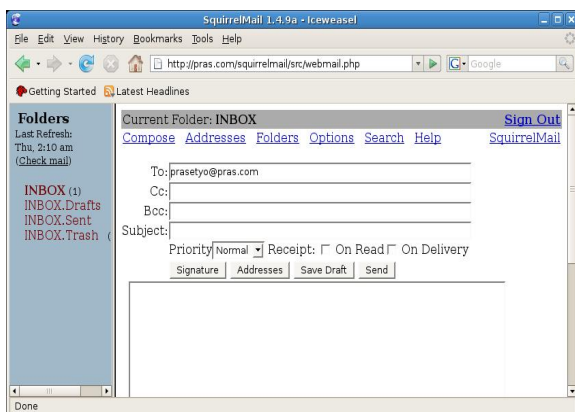 SquirrelMail 1.4.9a - Iceweasel
File Edit View History Bookmarks Tools Help
http://pras.com/squirrelmail/src/webmail.php
G Google
Getting Started Latest Headlines
Folders
Last Refresh:
Thu, 2:10 am
(Check mail)
INBOX (1)
INBOX.Drafts
INBOX.Sent
INBOX.Trash (
Current Folder: INBOX Sign Out
Compose Addresses Folders Options Search Help SquirrelMail
To: prasetyo@pras.com
Cc:
Bcc:
Subject:
Priority Normal Receipt: On Read On Delivery
Signature Addresses Save Draft Send
Done